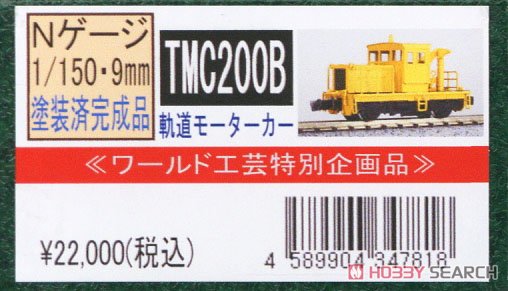 Nゲージ
1/150・9mm
塗装済完成品
TMC200B
軌道モーターカー
≪ワールド工芸特別企画品≫
¥22,000(税込)
4 589904 347818
HOBBY SEARCH